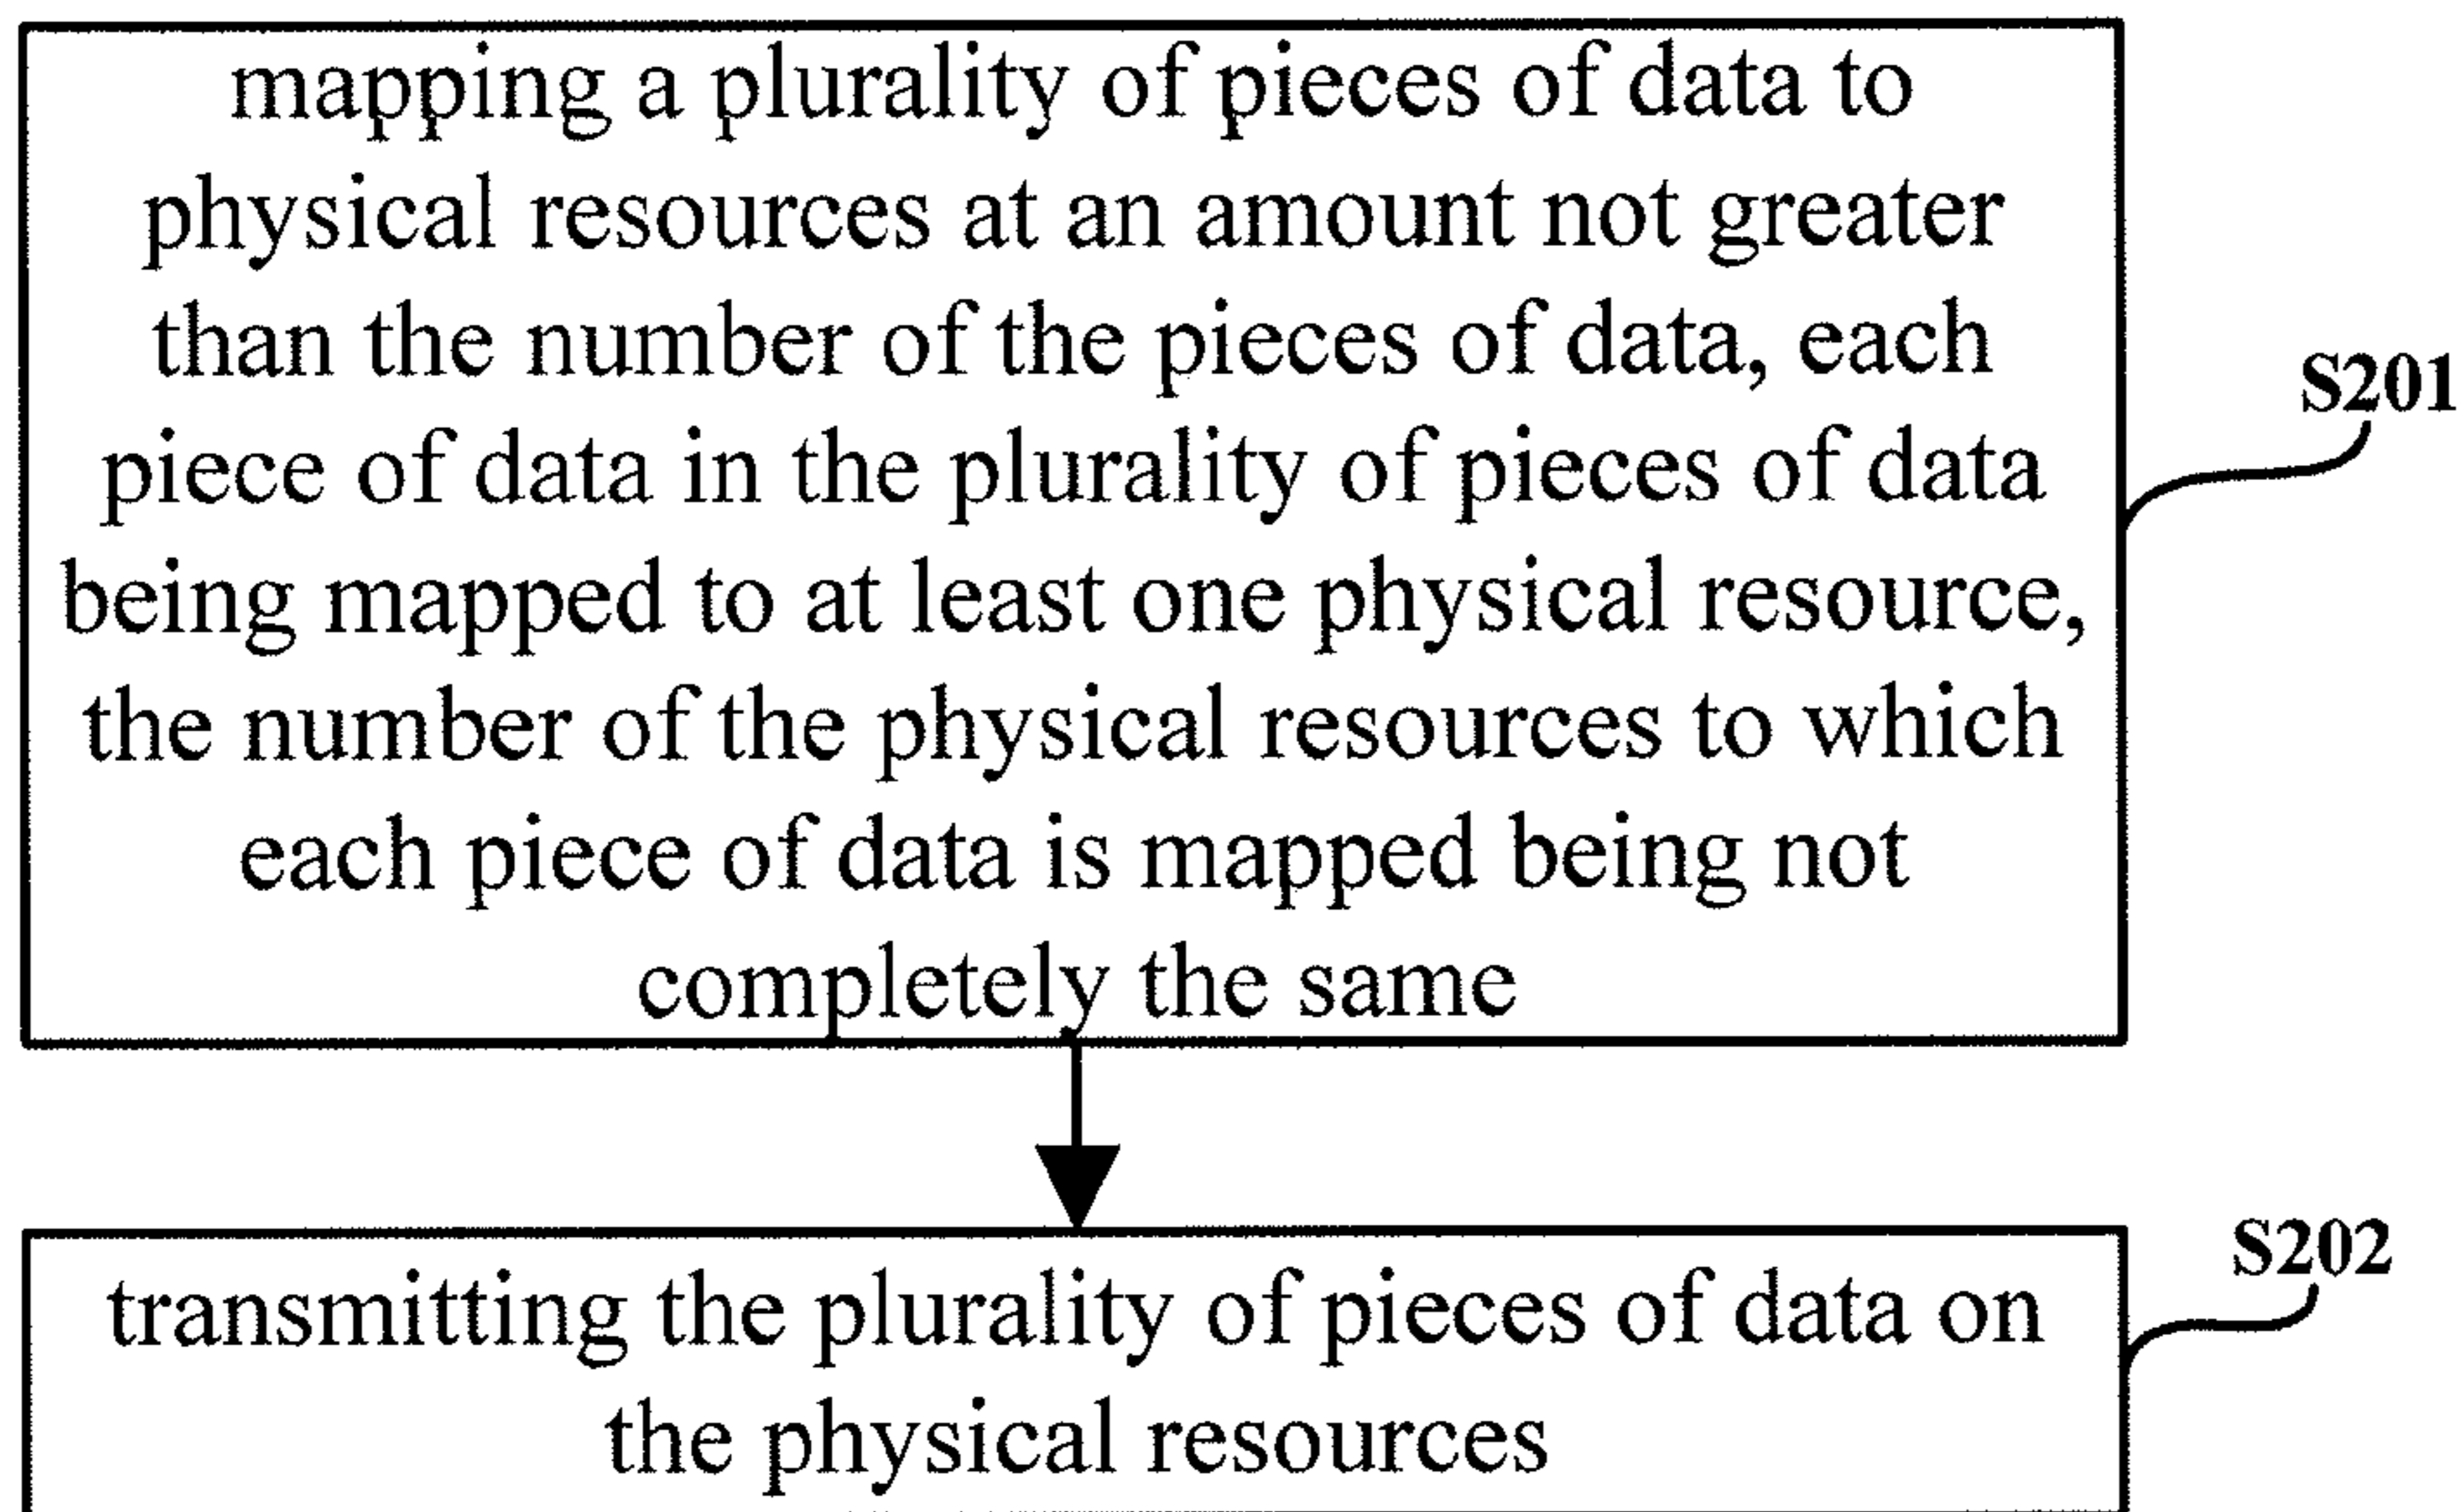 mapping a plurality of pieces of data to
physical resources at an amount not greater
than the number of the pieces of data, each
piece of data in the plurality of pieces of data
being mapped to at least one physical resource,
the number of the physical resources to which
each piece of data is mapped being not
completely the same
S201
transmitting the plurality of pieces of data on
the physical resources
S202